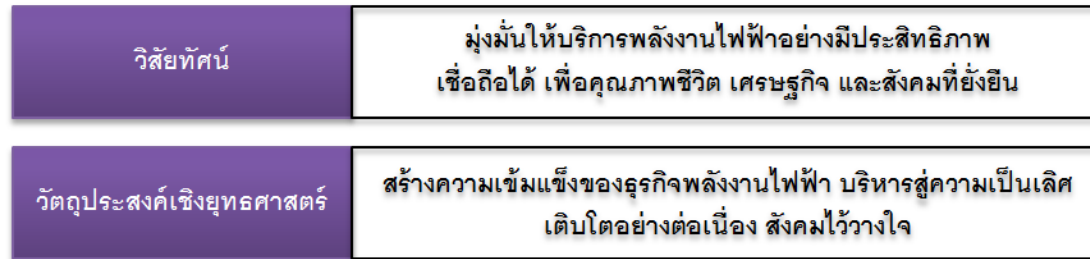 วิสัยทัศน์
มุ่งมั่นให้บริการพลังงานไฟฟ้าอย่างมีประสิทธิภาพ
เชื่อถือได้ เพื่อคุณภาพชีวิต เศรษฐกิจ และสังคมที่ยั่งยืน
วัตถุประสงค์เชิงยุทธศาสตร์
สร้างความเข้มแข็งของธุรกิจพลังงานไฟฟ้า บริหารสู่ความเป็นเลิศ
เติบโตอย่างต่อเนื่อง สังคมไว้วางใจ